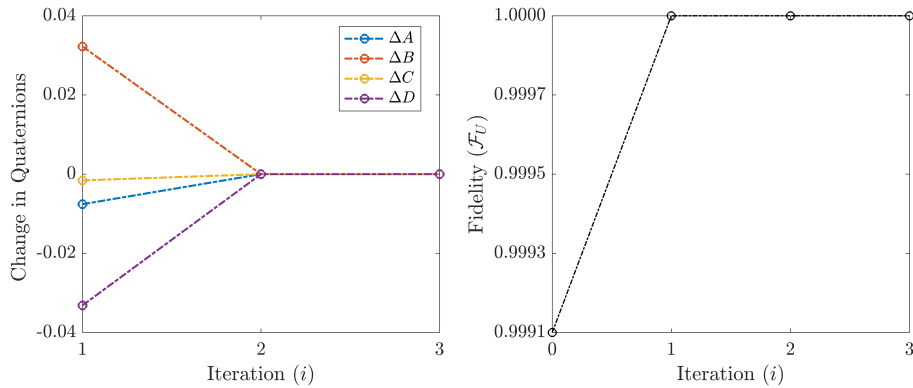 0.04
0.02
0
-0.02
-0.04
Change in Quaternions
1
2
3
Iteration (i)
ΔA
ΔB
ΔC
ΔD
1.0000
0.9997
0.9995
0.9993
0.9991
Fidelity (𝓕_U)
0
1
2
3
Iteration (i)